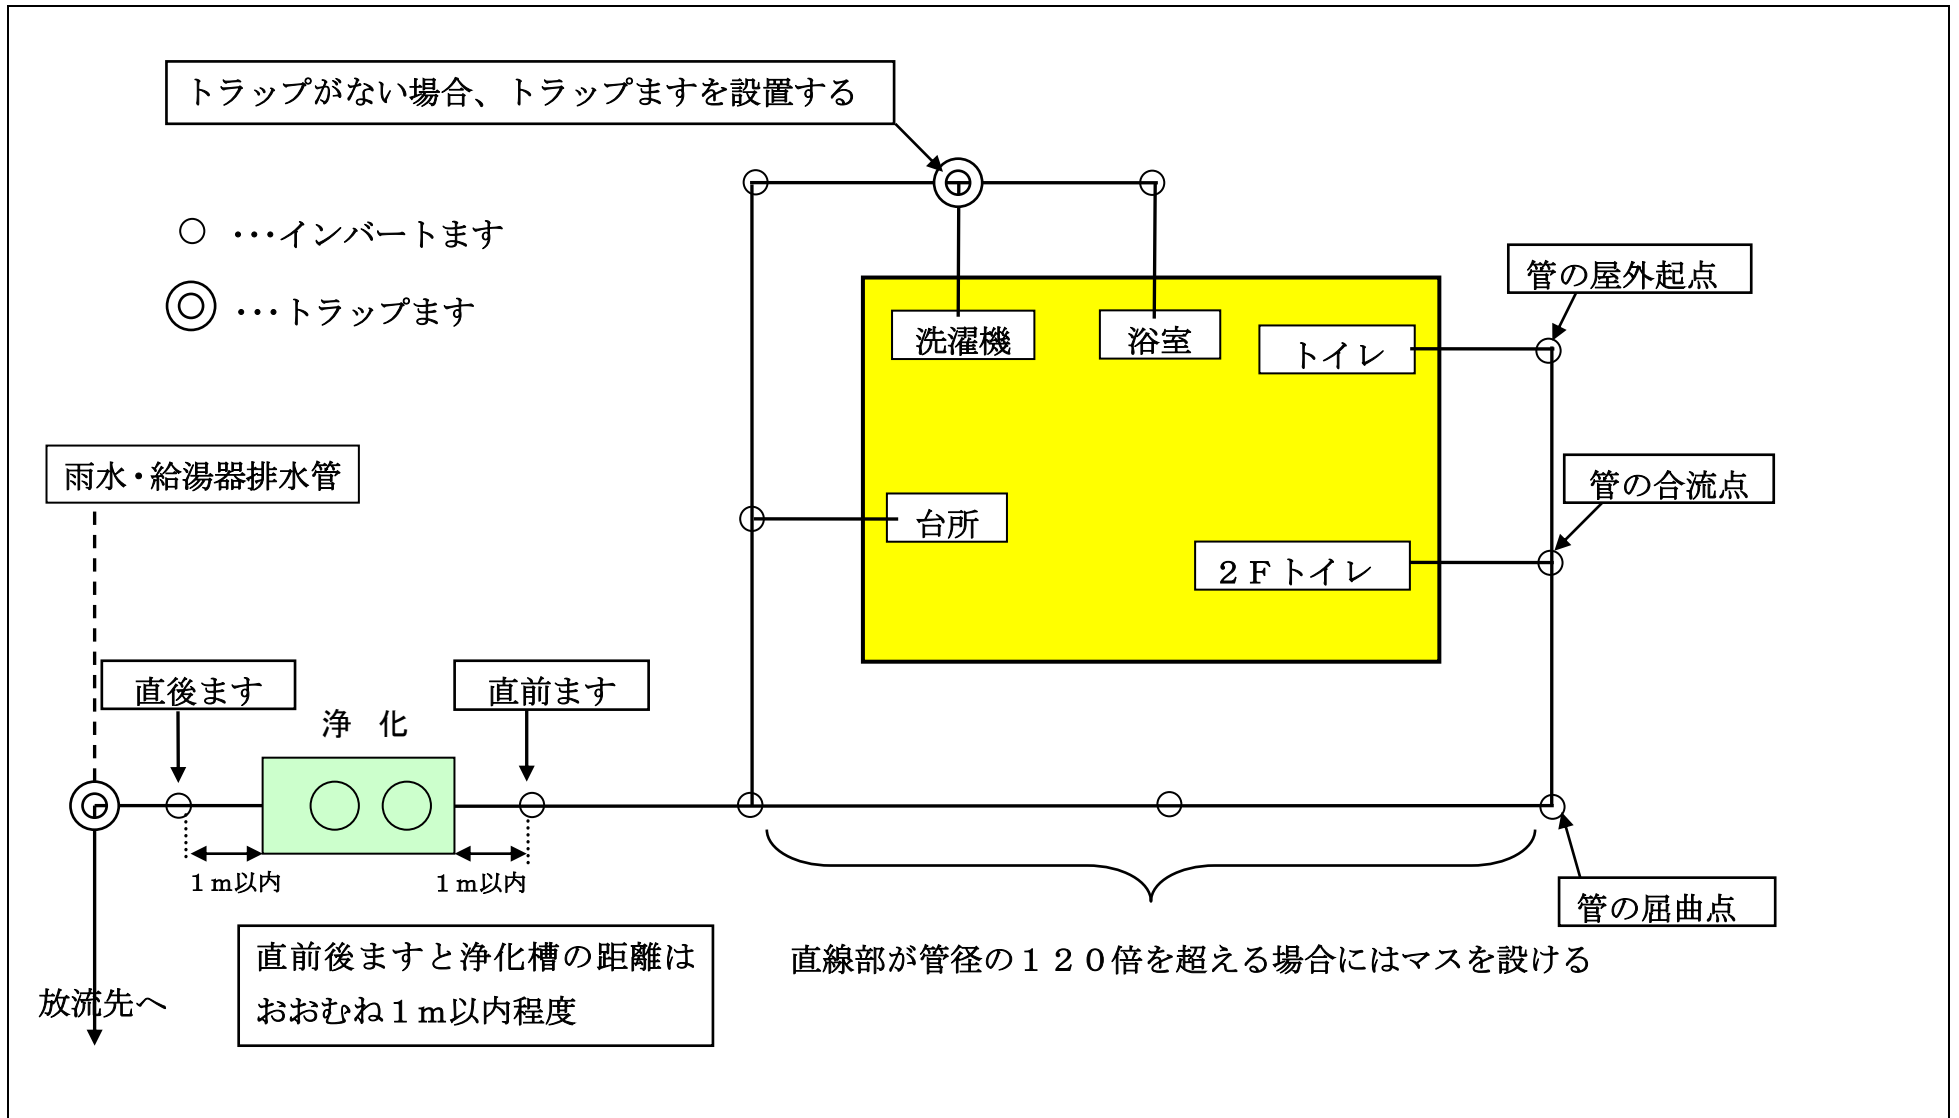 トラップがない場合、トラップますを設置する
・・・インバートます
・・・トラップます
管の屋外起点
洗濯機
浴室
トイレ
雨水・給湯器排水管
管の合流点
台所
２Ｆトイレ
直後ます
直前ます
浄　化
１ｍ以内
１ｍ以内
管の屈曲点
直前後ますと浄化槽の距離は
おおむね１ｍ以内程度
直線部が管径の１２０倍を超える場合にはマスを設ける
放流先へ